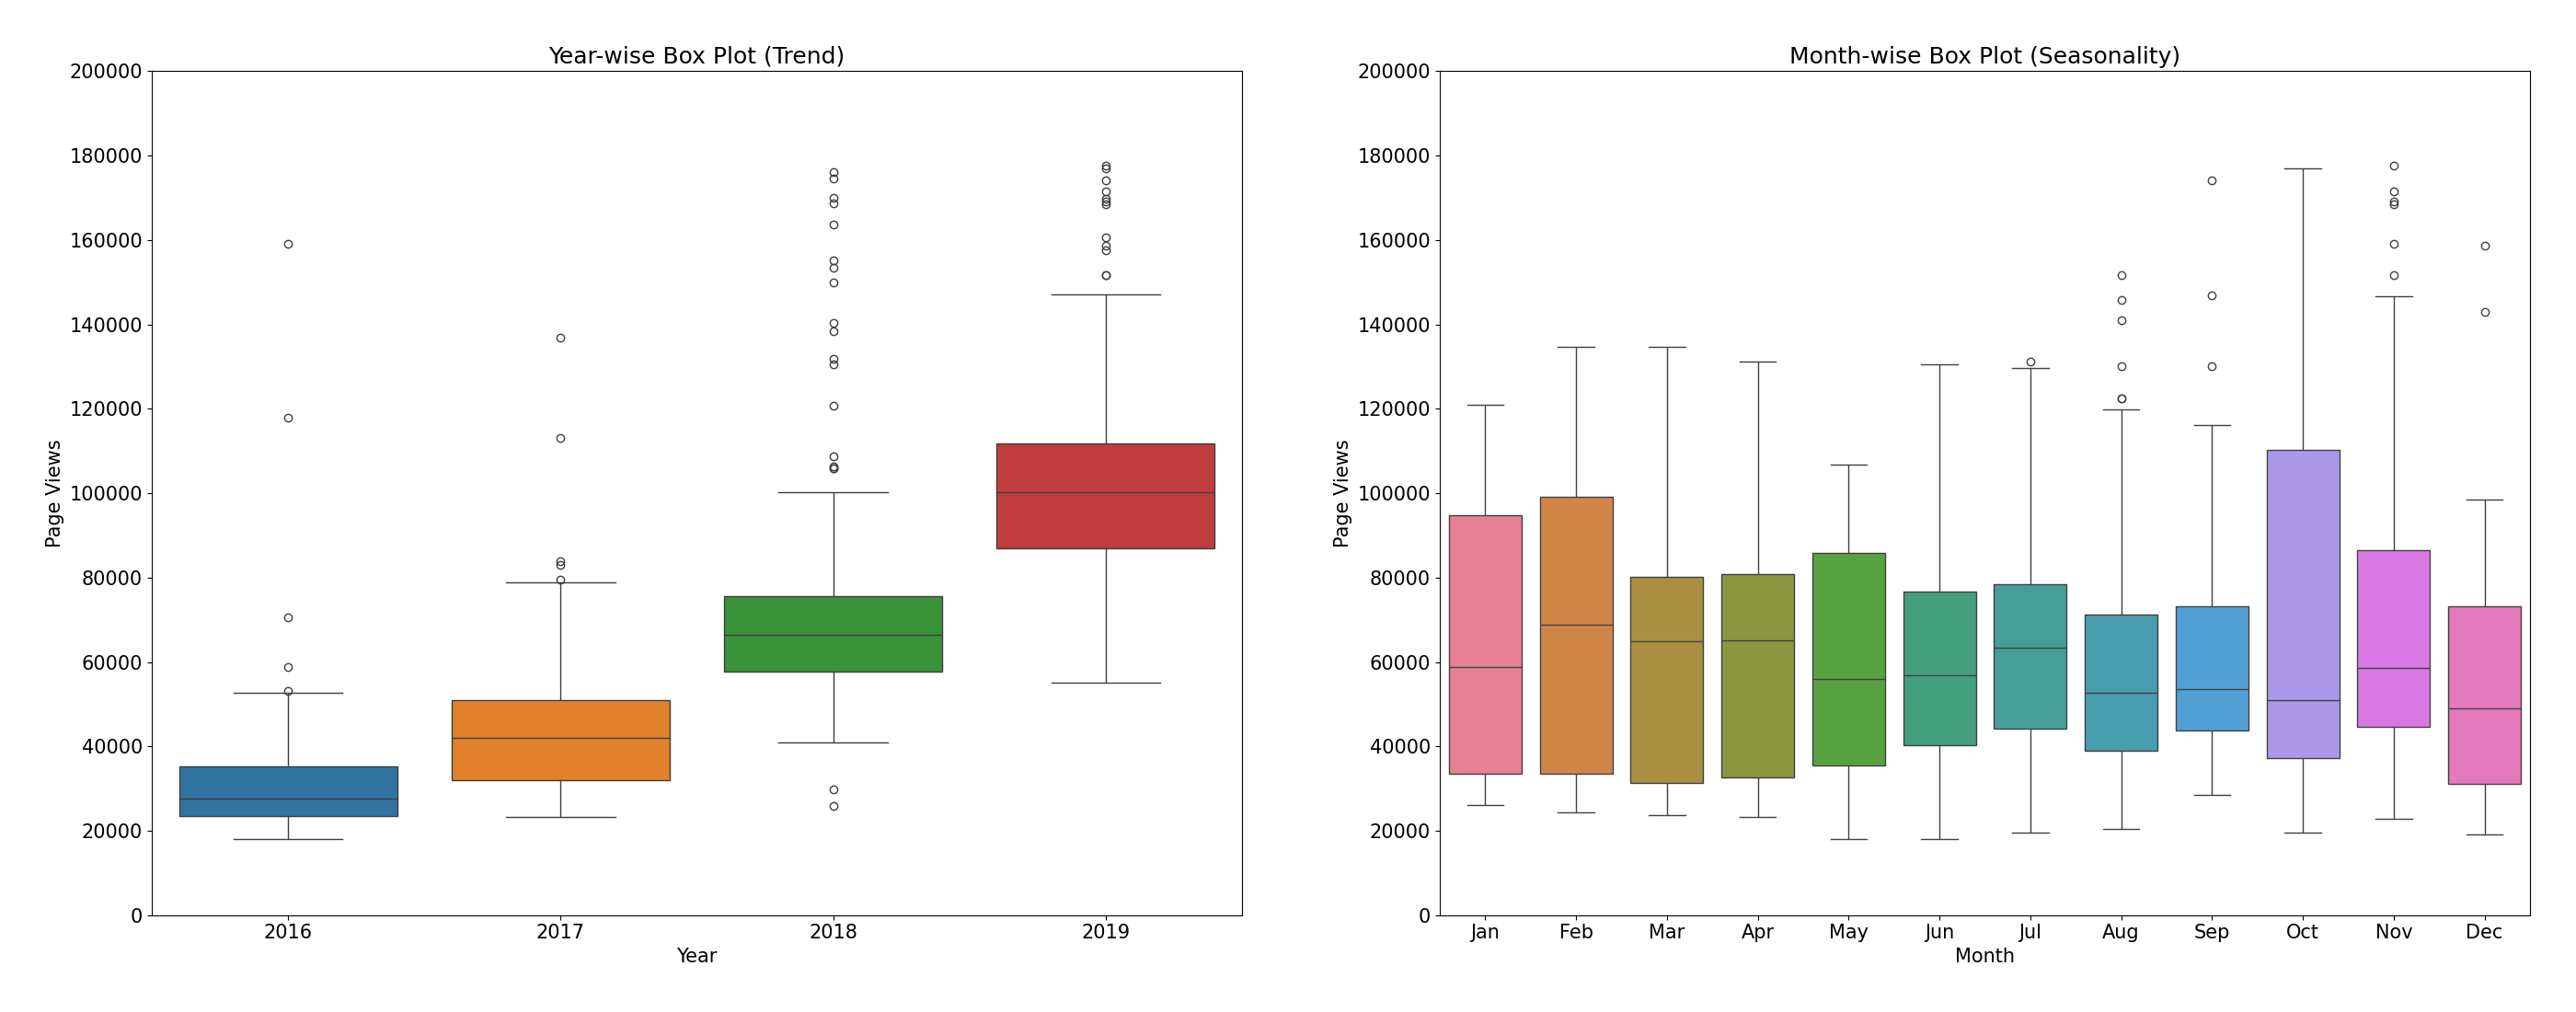 Year-wise Box Plot (Trend)
Page Views
200000
180000
160000
140000
120000
100000
80000
60000
40000
20000
0
2016 2017 2018 2019
Year
Month-wise Box Plot (Seasonality)
Page Views
200000
180000
160000
140000
120000
100000
80000
60000
40000
20000
0
Jan Feb Mar Apr May Jun Jul Aug Sep Oct Nov Dec
Month